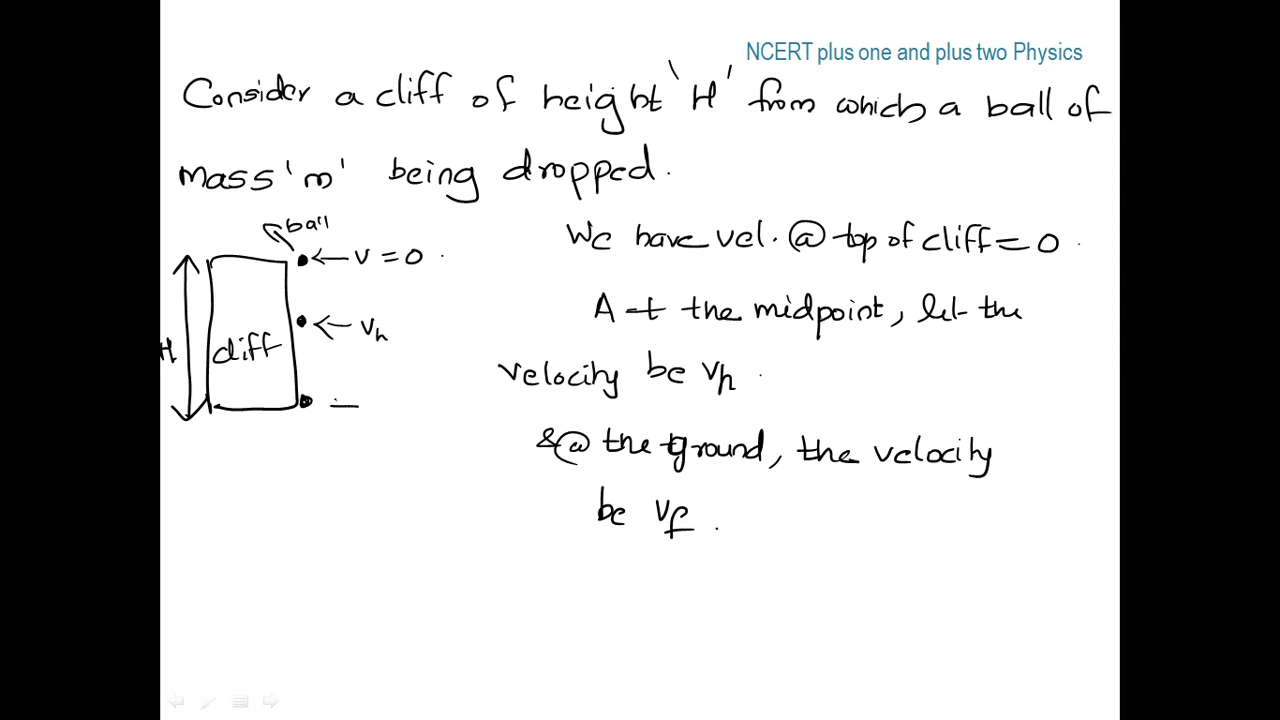 NCERT plus one and plus two Physics
Consider a cliff of height 'H' from which a ball of
mass 'm' being dropped.
ball
v = 0
vh
H
cliff
We have vel. @ top of cliff = 0
At the midpoint, let the
velocity be vh
&@ the ground, the velocity
be vf